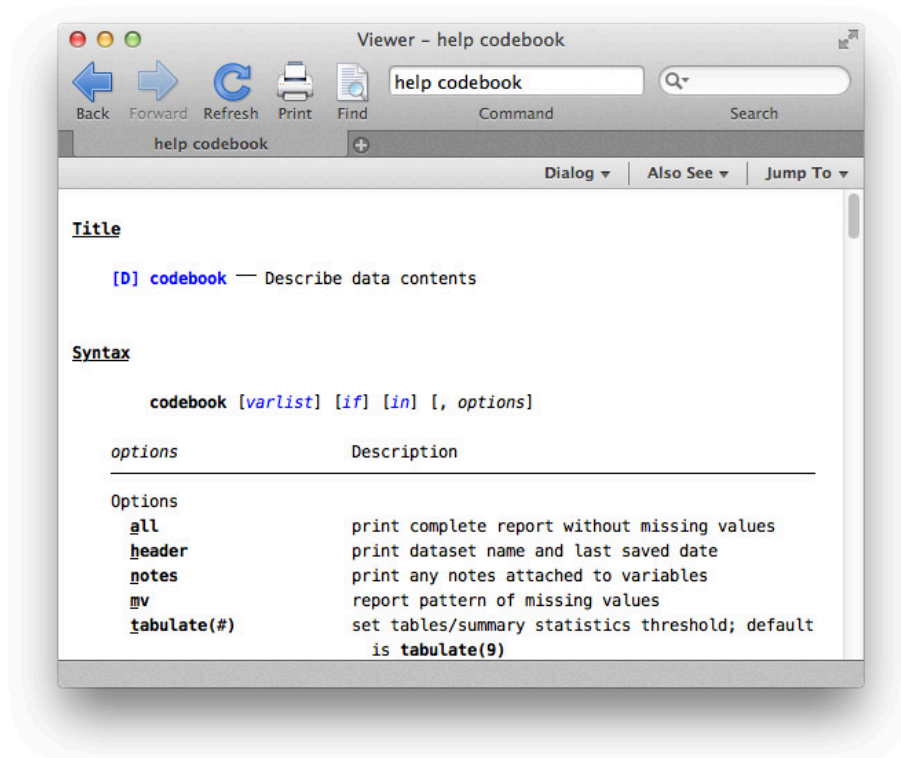 Viewer – help codebook
help codebook
Back Forward Refresh Print Find Command Search
help codebook
Dialog ▾ Also See ▾ Jump To ▾
Title
[D] codebook — Describe data contents
Syntax
codebook [varlist] [if] [in] [, options]
options Description
Options
all print complete report without missing values
header print dataset name and last saved date
notes print any notes attached to variables
mv report pattern of missing values
tabulate(#) set tables/summary statistics threshold; default
is tabulate(9)